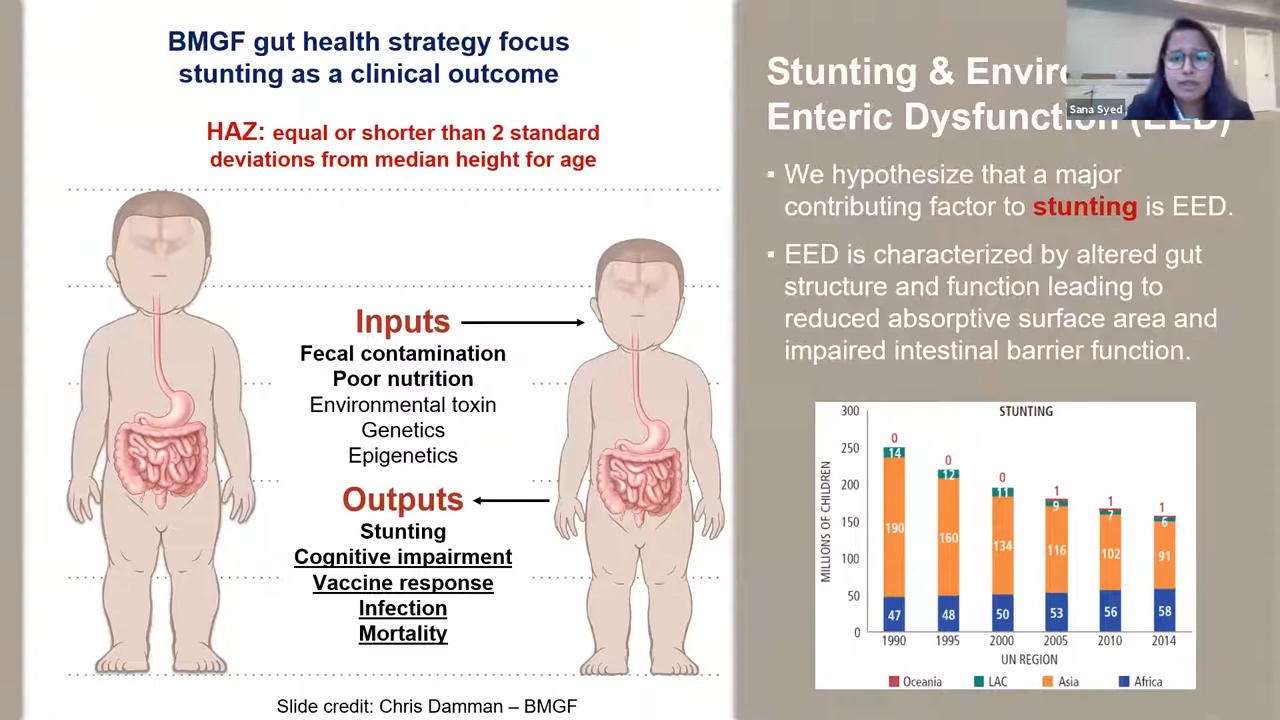 BMGF gut health strategy focus
stunting as a clinical outcome
HAZ: equal or shorter than 2 standard
deviations from median height for age
Inputs
Fecal contamination
Poor nutrition
Environmental toxin
Genetics
Epigenetics
Outputs
Stunting
Cognitive impairment
Vaccine response
Infection
Mortality
Slide credit: Chris Damman – BMGF
Stunting &
Enteric Dysfunction (EED)
Sana Syed
▪ We hypothesize that a major
contributing factor to stunting is EED.
▪ EED is characterized by altered gut
structure and function leading to
reduced absorptive surface area and
impaired intestinal barrier function.
STUNTING
MILLIONS OF CHILDREN
300
250
200
150
100
50
0
0 0 0 1 1 1
14 12 11 9 7 6
190 160 134 116 102 91
47 48 50 53 56 58
1990 1995 2000 2005 2010 2014
UN REGION
Oceania LAC Asia Africa